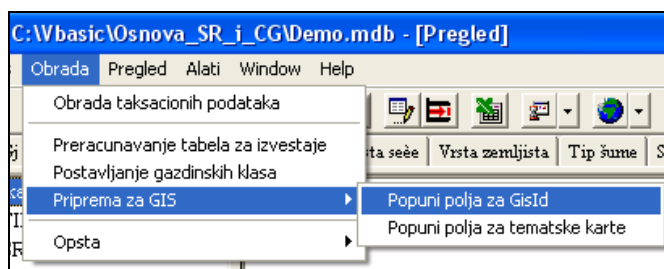 C:\Vbasic\Osnova_SR_i_CG\Demo.mdb - [Pregled]
Obrada Pregled Alati Window Help
Obrada taksacionih podataka
Preracunavanje tabela za izvestaje
Postavljanje gazdinskih klasa
Priprema za GIS
Opsta
Popuni polja za GisId
Popuni polja za tematske karte
Vrsta zemljista Tip šume